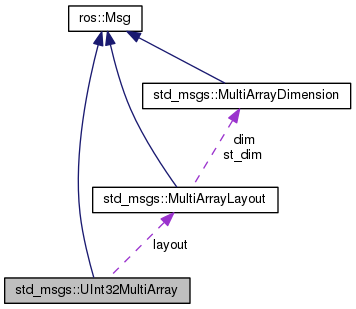 ros::Msg
std_msgs::MultiArrayDimension
dim
st_dim
std_msgs::MultiArrayLayout
layout
std_msgs::UInt32MultiArray